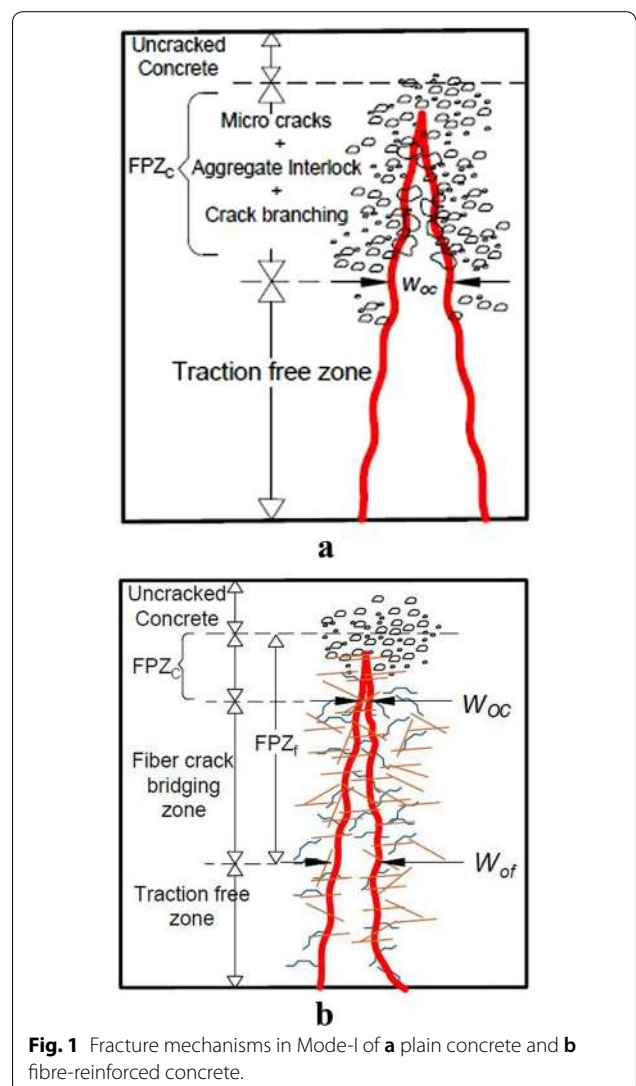 Uncracked
Concrete
Micro cracks
+
FPZc
Aggregate Interlock
+
Crack branching
woc
Traction free zone
a
Uncracked
Concrete
FPZC
WOC
FPZf
Fiber crack
bridging
zone
Wof
Traction free
zone
b
Fig. 1 Fracture mechanisms in Mode-I of a plain concrete and b
fibre-reinforced concrete.